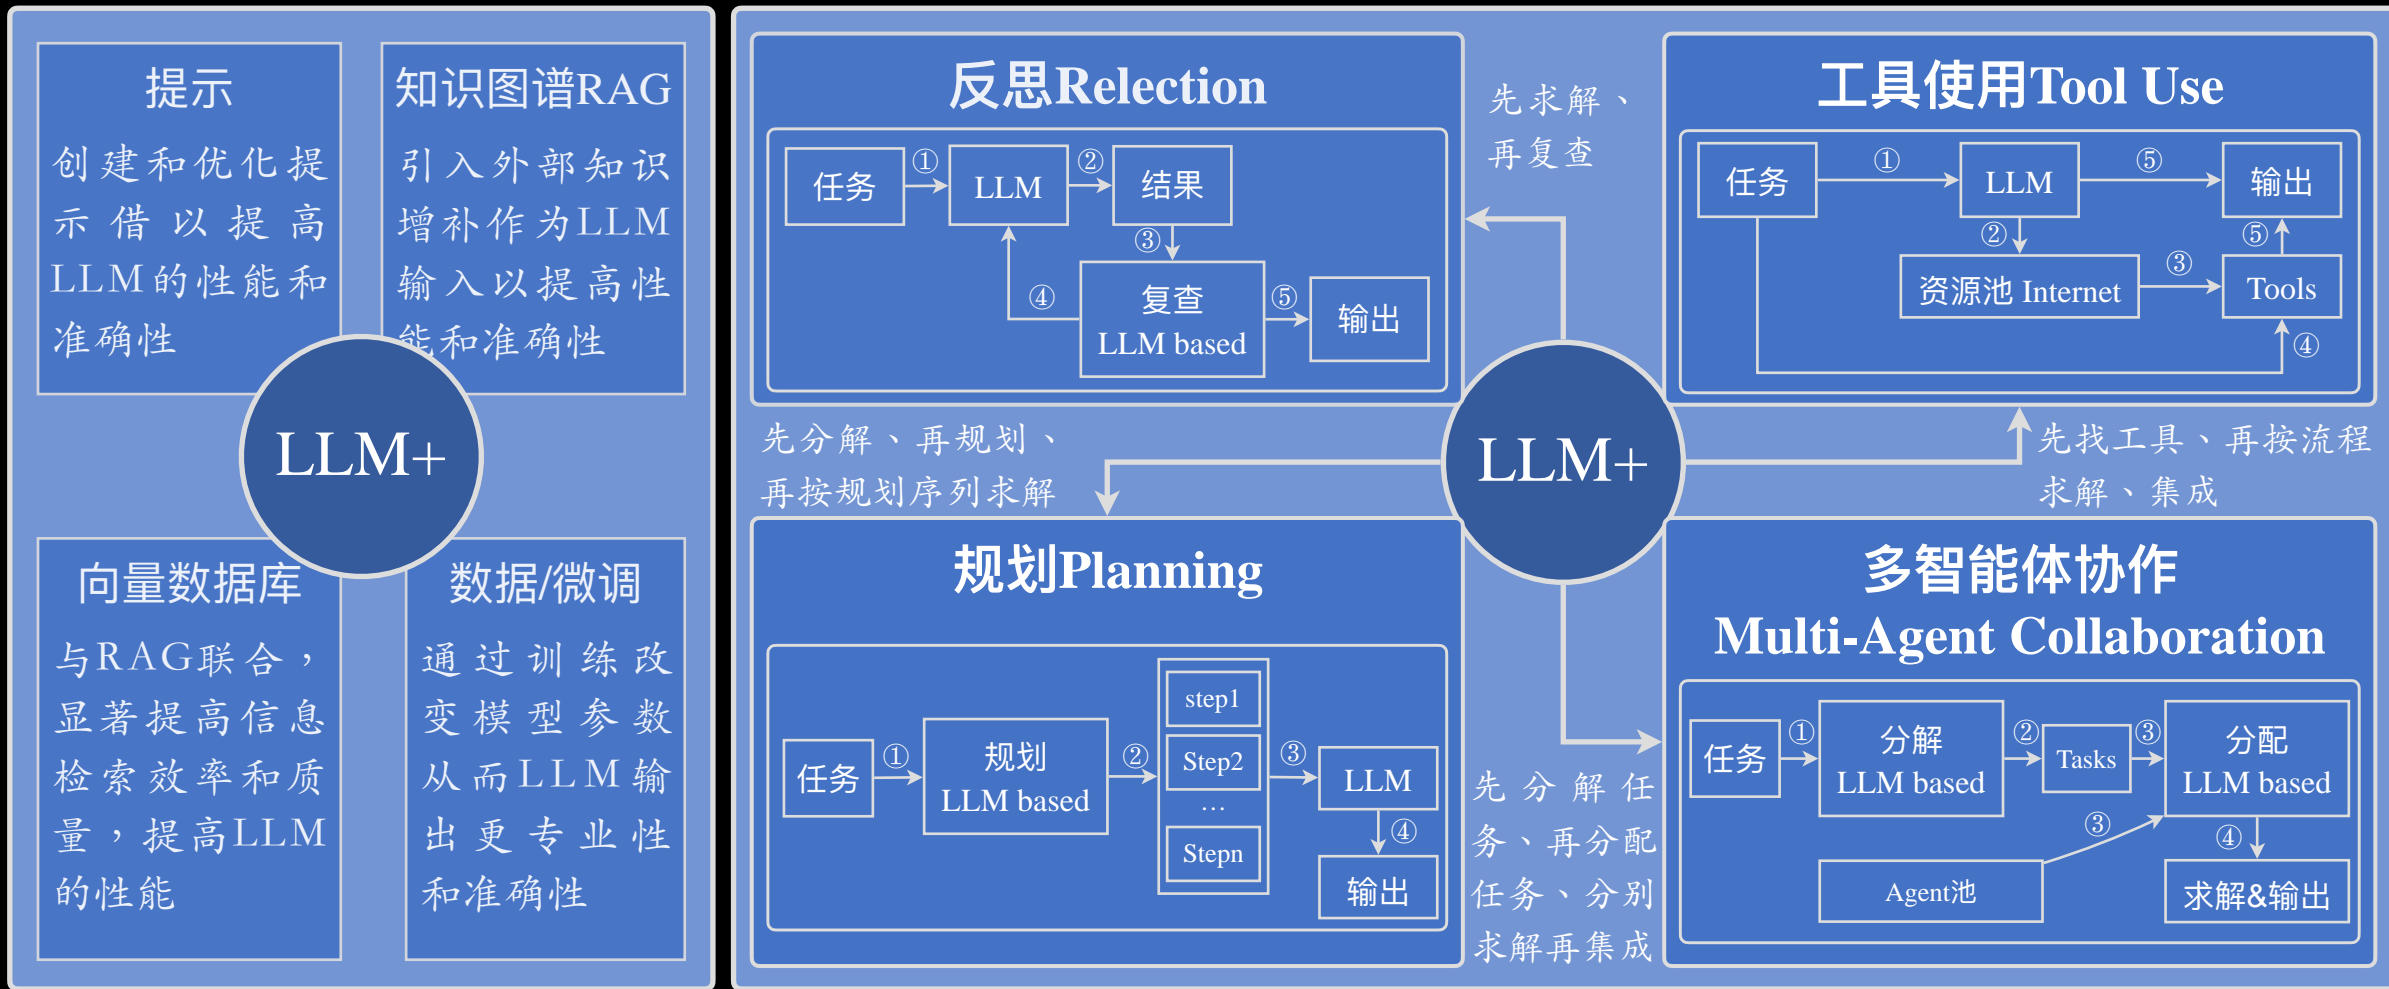 提示
创建和优化提
示借以提高
LLM的性能和
准确性
知识图谱RAG
引入外部知识
增补作为LLM
输入以提高性
能和准确性
LLM+
向量数据库
与RAG联合，
显著提高信息
检索效率和质
量，提高LLM
的性能
数据/微调
通过训练改
变模型参数
从而LLM输
出更专业性
和准确性
反思Relection
任务
①
LLM
②
结果
③
④
复查
LLM based
⑤
输出
先求解、
再复查
工具使用Tool Use
任务
①
LLM
⑤
输出
②
⑤
资源池 Internet
③
Tools
④
先分解、再规划、
再按规划序列求解
LLM+
先找工具、再按流程
求解、集成
规划Planning
任务
①
规划
LLM based
②
step1
Step2
…
Stepn
③
LLM
④
输出
先分解任
务、再分配
任务、分别
求解再集成
多智能体协作
Multi-Agent Collaboration
任务
①
分解
LLM based
②
Tasks
③
分配
LLM based
③
④
Agent池
求解&输出